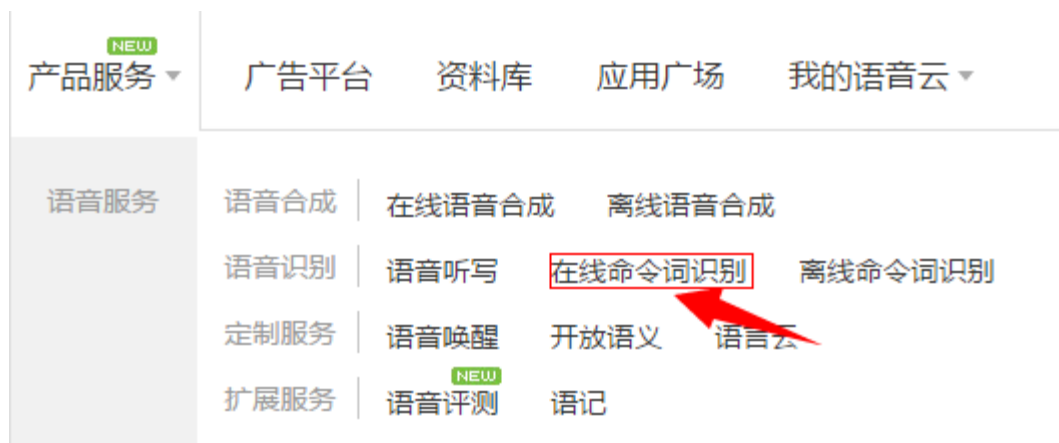 NEW
产品服务 广告平台 资料库 应用广场 我的语音云
语音服务 语音合成 在线语音合成 离线语音合成
语音识别 语音听写 在线命令词识别 离线命令词识别
定制服务 语音唤醒 开放语义 语言云
NEW
扩展服务 语音评测 语记